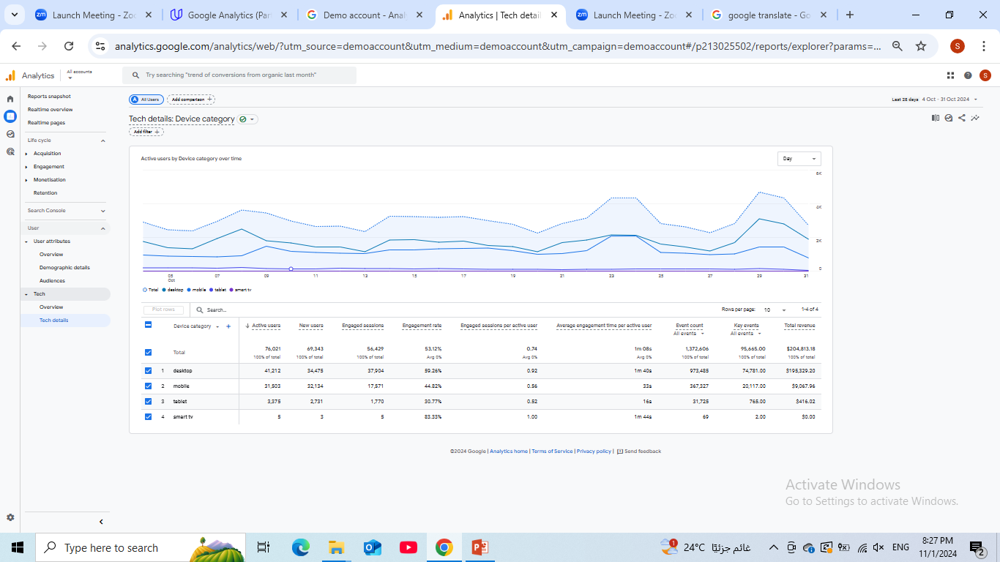 Launch Meeting - Zoo
Google Analytics (Par
Demo account - Anal
Analytics | Tech detail
Launch Meeting - Zoo
google translate - Go
analytics.google.com/analytics/web/?utm_source=demoaccount&utm_medium=demoaccount&utm_campaign=demoaccount#/p213025502/reports/explorer?params=...
S
Analytics
All accounts
Try searching "trend of conversions from organic last month"
S
Reports snapshot
Realtime overview
Realtime pages
Life cycle
Acquisition
Engagement
Monetisation
Retention
Search Console
User
User attributes
Overview
Demographic details
Audiences
Tech
Overview
Tech details
A All Users
Add comparison +
Last 28 days 4 Oct - 31 Oct 2024
Tech details: Device category
Add filter +
Active users by Device category over time
Day
6K
4K
2K
0
05 Oct 07 09 11 13 15 17 19 21 23 25 27 29 31
Total desktop mobile tablet smart tv
Plot rows
Search...
Rows per page: 10 1-4 of 4
Device category + Active users New users Engaged sessions Engagement rate Engaged sessions per active user Average engagement time per active user Event count Key events Total revenue
All events All events
Total 76,021 69,343 56,429 53.12% 0.74 1m 08s 1,372,606 95,665.00 $204,813.18
100% of total 100% of total 100% of total Avg 0% Avg 0% Avg 0% 100% of total 100% of total 100% of total
1 desktop 41,212 34,475 37,904 59.26% 0.92 1m 40s 973,485 74,781.00 $195,329.20
2 mobile 31,503 32,134 17,571 44.82% 0.56 33s 367,327 20,117.00 $9,067.96
3 tablet 3,375 2,731 1,770 30.77% 0.52 16s 31,725 765.00 $416.02
4 smart tv 5 3 5 83.33% 1.00 1m 44s 69 2.00 $0.00
©2024 Google | Analytics home | Terms of Service | Privacy policy | Send feedback
Activate Windows
Go to Settings to activate Windows.
Type here to search
1
24°C غائم جزئيًا
ENG
8:27 PM
11/1/2024
2